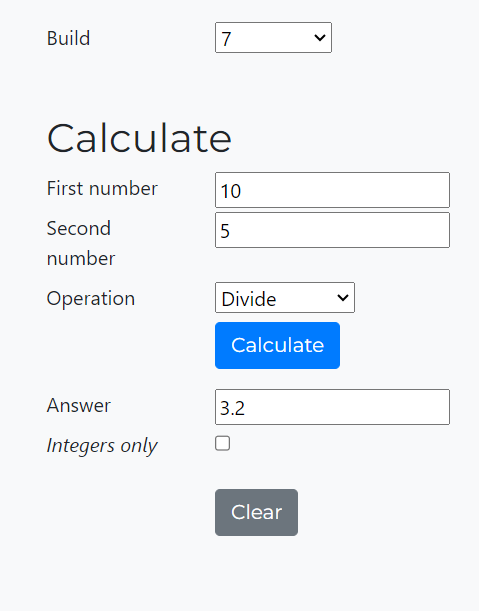 Build 7
Calculate
First number 10
Second 5
number
Operation Divide
Calculate
Answer 3.2
Integers only
Clear